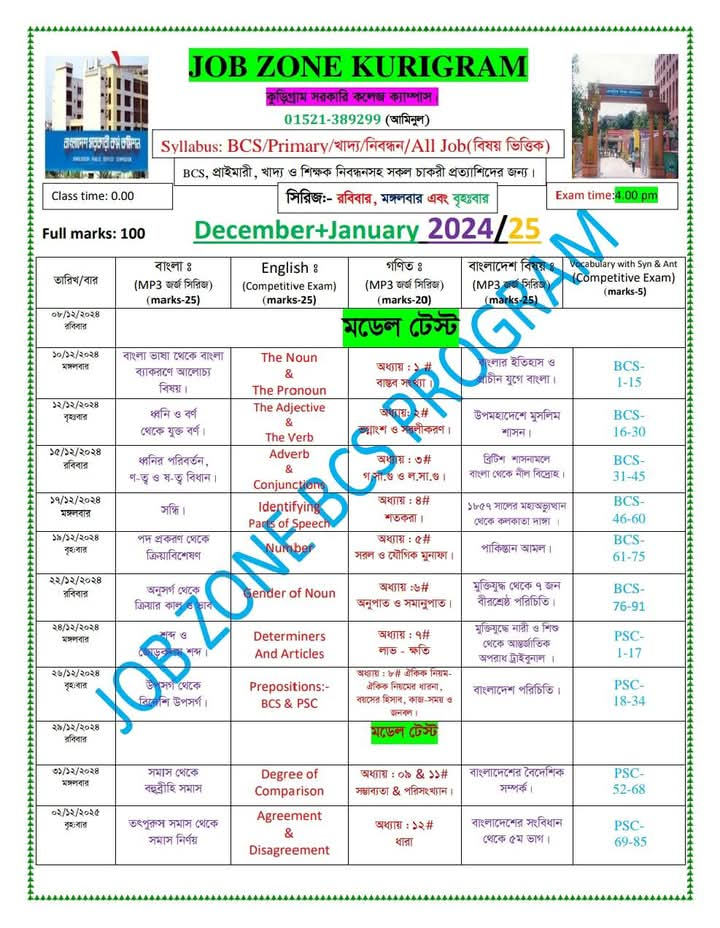 JOB ZONE KURIGRAM
কুড়িগ্রাম সরকারি কলেজ ক্যাম্পাস।
01521-389299 (আমিনুল)
বাংলাদেশ সরকারী কর্ম কমিশন
BANGLADESH PUBLIC SERVICE COMMISSION
Syllabus: BCS/Primary/খাদ্য/নিবন্ধন/All Job(বিষয় ভিত্তিক)
BCS, প্রাইমারী, খাদ্য ও শিক্ষক নিবন্ধনসহ সকল চাকরী প্রত্যাশিদের জন্য।
Class time: 0.00
সিরিজ:- রবিবার, মঙ্গলবার এবং বৃহঃবার
Exam time:4.00 pm
Full marks: 100
December+January 2024/25
তারিখ/বার
বাংলা ঃ
(MP3 জর্জ সিরিজ)
(marks-25)
English ঃ
(Competitive Exam)
(marks-25)
গণিত ঃ
(MP3 জর্জ সিরিজ)
(marks-20)
বাংলাদেশ বিষয় ঃ
(MP3 জর্জ সিরিজ)
(marks-25)
Vocabulary with Syn & Ant
(Competitive Exam)
(marks-5)
০৮/১২/২০২৪
রবিবার
মডেল টেস্ট
১০/১২/২০২৪
মঙ্গলবার
বাংলা ভাষা থেকে বাংলা
ব্যাকরণে আলোচ্য
বিষয়।
The Noun
&
The Pronoun
অধ্যায় : ১#
বাস্তব সংখ্যা।
বাংলার ইতিহাস ও
প্রাচীন যুগে বাংলা।
BCS-
1-15
১২/১২/২০২৪
বৃহঃবার
ধ্বনি ও বর্ণ
থেকে যুক্ত বর্ণ।
The Adjective
&
The Verb
অধ্যায়: ২#
ভগ্নাংশ ও সরলীকরণ।
উপমহাদেশে মুসলিম
শাসন।
BCS-
16-30
১৫/১২/২০২৪
রবিবার
ধ্বনির পরিবর্তন,
ণ-ত্ব ও ষ-ত্ব বিধান।
Adverb
&
Conjunctions
অধ্যায় : ৩#
গ.সা.গু ও ল.সা.গু।
ব্রিটিশ শাসনামলে
বাংলা থেকে নীল বিদ্রোহ।
BCS-
31-45
১৭/১২/২০২৪
মঙ্গলবার
সন্ধি।
Identifying
Parts of Speech
অধ্যায় : ৪#
শতকরা।
১৮৫৭ সালের মহাঅভ্যুত্থান
থেকে কলকাতা দাঙ্গা ।
BCS-
46-60
১৯/১২/২০২৪
বৃহ:বার
পদ প্রকরণ থেকে
ক্রিয়াবিশেষণ
Number
অধ্যায় : ৫#
সরল ও যৌগিক মুনাফা।
পাকিস্তান আমল।
BCS-
61-75
২২/১২/২০২৪
রবিবার
অনুসর্গ থেকে
ক্রিয়ার কাল ও ভাব
Gender of Noun
অধ্যায় :৬#
অনুপাত ও সমানুপাত।
মুক্তিযুদ্ধ থেকে ৭ জন
বীরশ্রেষ্ঠ পরিচিতি।
BCS-
76-91
২৪/১২/২০২৪
মঙ্গলবার
শব্দ ও
জোড়কলম শব্দ।
Determiners
And Articles
অধ্যায় : ৭#
লাভ - ক্ষতি
মুক্তিযুদ্ধে নারী ও শিশু
থেকে আন্তর্জাতিক
অপরাধ ট্রাইবুনাল ।
PSC-
1-17
২৬/১২/২০২৪
বৃহ:বার
উপসর্গ থেকে
বিদেশি উপসর্গ।
Prepositions:-
BCS & PSC
অধ্যায় : ৮# ঐকিক নিয়ম-
ঐকিক নিয়মের ধারনা,
বয়সের হিসাব, কাজ-সময় ও
জনবল।
বাংলাদেশ পরিচিতি ।
PSC-
18-34
২৯/১২/২০২৪
রবিবার
মডেল টেস্ট
৩১/১২/২০২৪
মঙ্গলবার
সমাস থেকে
বহুব্রীহি সমাস
Degree of
Comparison
অধ্যায় : ০৯ & ১১#
সম্ভাব্যতা & পরিসংখ্যান।
বাংলাদেশের বৈদেশিক
সম্পর্ক।
PSC-
52-68
০২/১২/২০২৫
বৃহ:বার
তৎপুরুস সমাস থেকে
সমাস নির্ণয়
Agreement
&
Disagreement
অধ্যায় : ১২#
ধারা
বাংলাদেশের সংবিধান
থেকে ৫ম ভাগ।
PSC-
69-85
JOB ZONE BCS PROGRAM